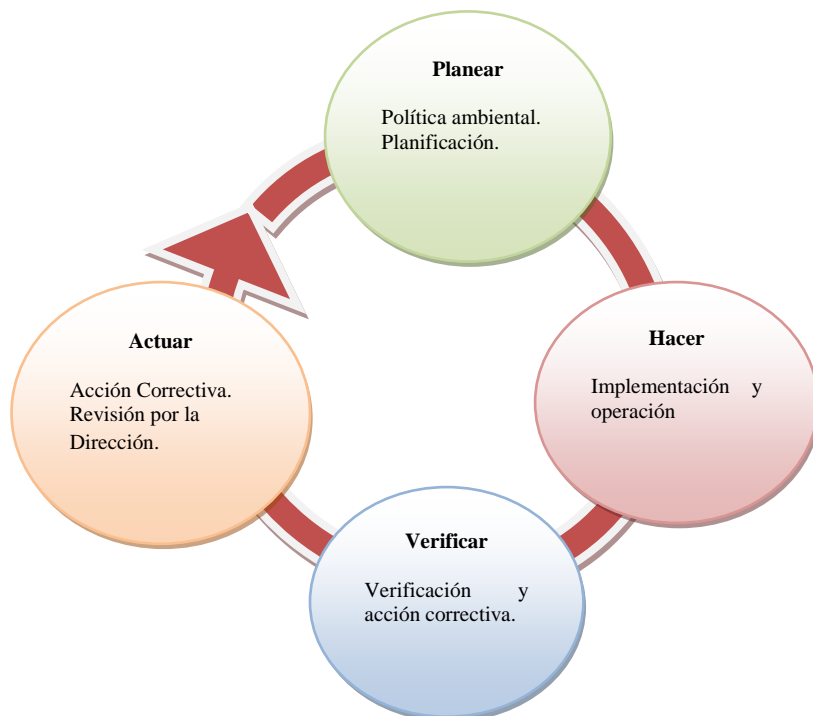 Planear
Política ambiental.
Planificación.
Hacer
Implementación y
operación
Verificar
Verificación y
acción correctiva.
Actuar
Acción Correctiva.
Revisión por la
Dirección.